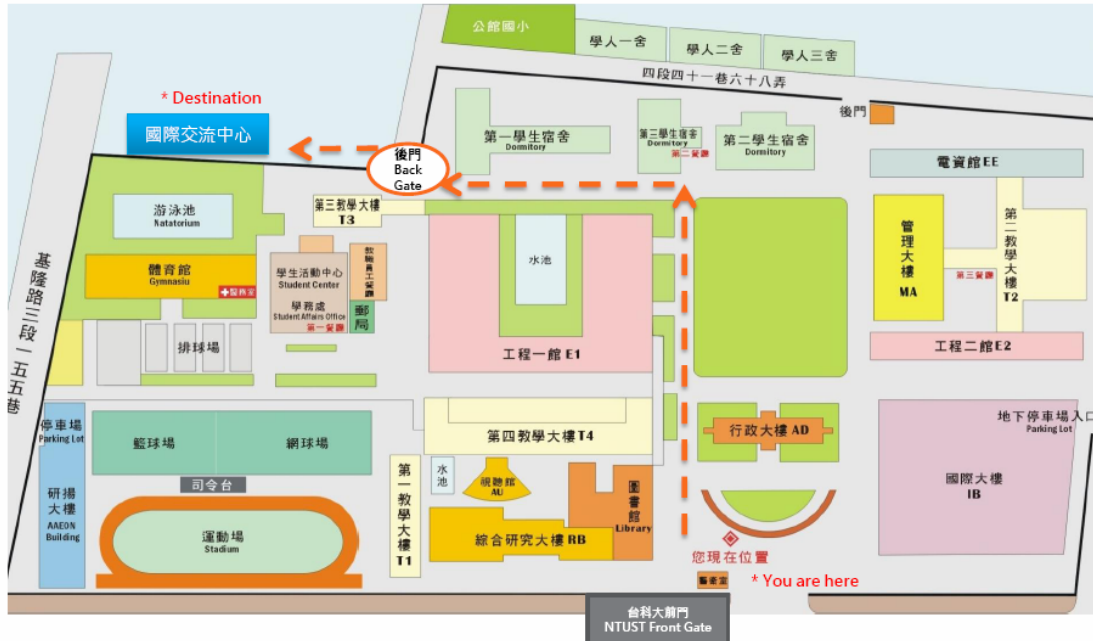 公館國小
學人一舍
學人二舍
學人三舍
四段四十一巷六十八弄
* Destination
國際交流中心
後門
Back
Gate
第一學生宿舍
Dormitory
第三學生宿舍
Dormitory
第二餐廳
第二學生宿舍
Dormitory
後門
電資館EE
游泳池
Natatorium
第三教學大樓
T3
水池
管理大樓
MA
第二教學大樓
T2
第三餐廳
基隆路三段一五五巷
體育館
Gymnasiu
醫務室
學生活動中心
Student Center
學務處
Student Affairs Office
第一餐廳
教職員工餐廳
郵局
排球場
工程一館 E1
工程二館E2
停車場
Parking Lot
籃球場
網球場
第四教學大樓T4
行政大樓 AD
地下停車場入口
Parking Lot
司令台
第一教學大樓
T1
水池
視聽館
AU
圖書館
Library
國際大樓
IB
研揚
大樓
AAEON
Building
運動場
Stadium
綜合研究大樓 RB
您現在位置
* You are here
台科大前門
NTUST Front Gate